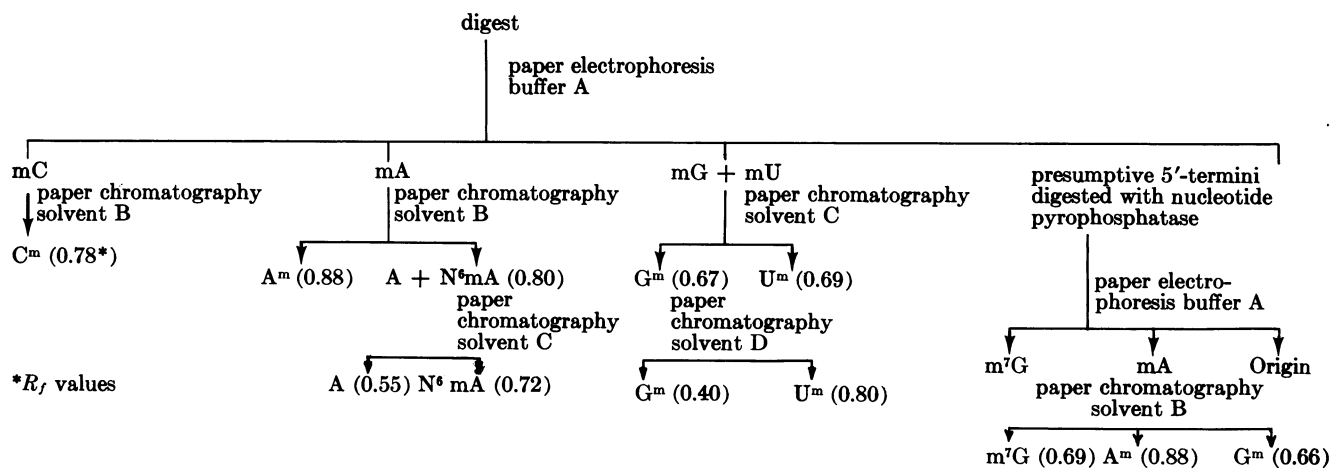 digest
paper electrophoresis
buffer A
mC
paper chromatography
solvent B
Cᵐ (0.78*)
mA
paper chromatography
solvent B
Aᵐ (0.88) A + N⁶mA (0.80)
paper
chromatography
solvent C
A (0.55) N⁶ mA (0.72)
mG + mU
paper chromatography
solvent C
Gᵐ (0.67) Uᵐ (0.69)
paper
chromatography
solvent D
Gᵐ (0.40) Uᵐ (0.80)
presumptive 5′-termini
digested with nucleotide
pyrophosphatase
paper electro-
phoresis buffer A
m⁷G mA Origin
paper chromatography
solvent B
m⁷G (0.69) Aᵐ (0.88) Gᵐ (0.66)
*Rf values